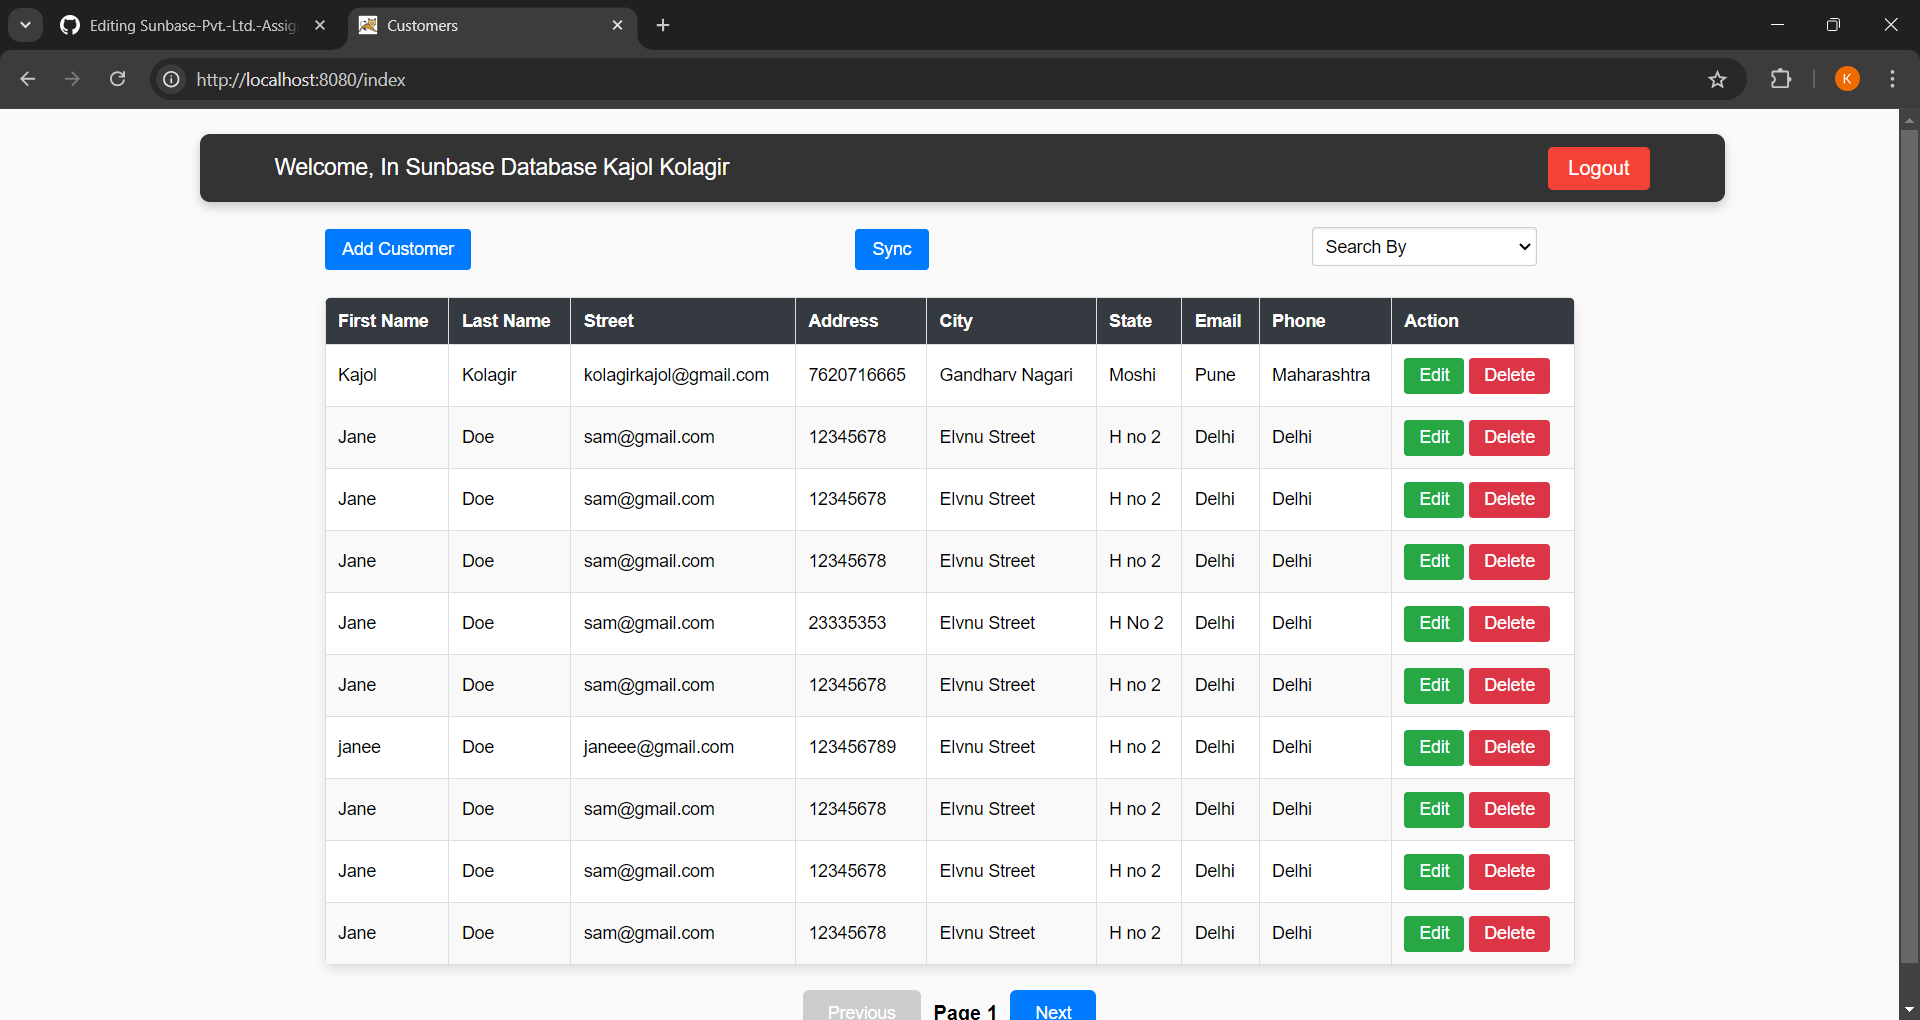 Editing Sunbase-Pvt.-Ltd.-Assig
Customers
http://localhost:8080/index
K
Welcome, In Sunbase Database Kajol Kolagir
Logout
Add Customer
Sync
Search By
First Name Last Name Street Address City State Email Phone Action
Kajol Kolagir kolagirkajol@gmail.com 7620716665 Gandharv Nagari Moshi Pune Maharashtra Edit Delete
Jane Doe sam@gmail.com 12345678 Elvnu Street H no 2 Delhi Delhi Edit Delete
Jane Doe sam@gmail.com 12345678 Elvnu Street H no 2 Delhi Delhi Edit Delete
Jane Doe sam@gmail.com 12345678 Elvnu Street H no 2 Delhi Delhi Edit Delete
Jane Doe sam@gmail.com 23335353 Elvnu Street H No 2 Delhi Delhi Edit Delete
Jane Doe sam@gmail.com 12345678 Elvnu Street H no 2 Delhi Delhi Edit Delete
janee Doe janeee@gmail.com 123456789 Elvnu Street H no 2 Delhi Delhi Edit Delete
Jane Doe sam@gmail.com 12345678 Elvnu Street H no 2 Delhi Delhi Edit Delete
Jane Doe sam@gmail.com 12345678 Elvnu Street H no 2 Delhi Delhi Edit Delete
Jane Doe sam@gmail.com 12345678 Elvnu Street H no 2 Delhi Delhi Edit Delete
Previous Page 1 Next